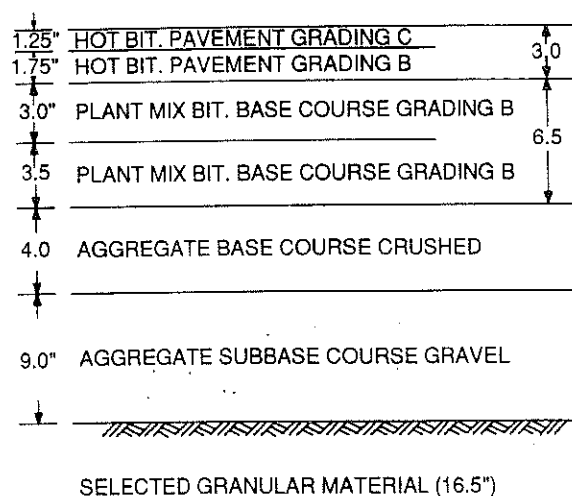 1.25" HOT BIT. PAVEMENT GRADING C
3.0
1.75" HOT BIT. PAVEMENT GRADING B
3.0" PLANT MIX BIT. BASE COURSE GRADING B
6.5
3.5 PLANT MIX BIT. BASE COURSE GRADING B
4.0 AGGREGATE BASE COURSE CRUSHED
9.0" AGGREGATE SUBBASE COURSE GRAVEL
SELECTED GRANULAR MATERIAL (16.5")